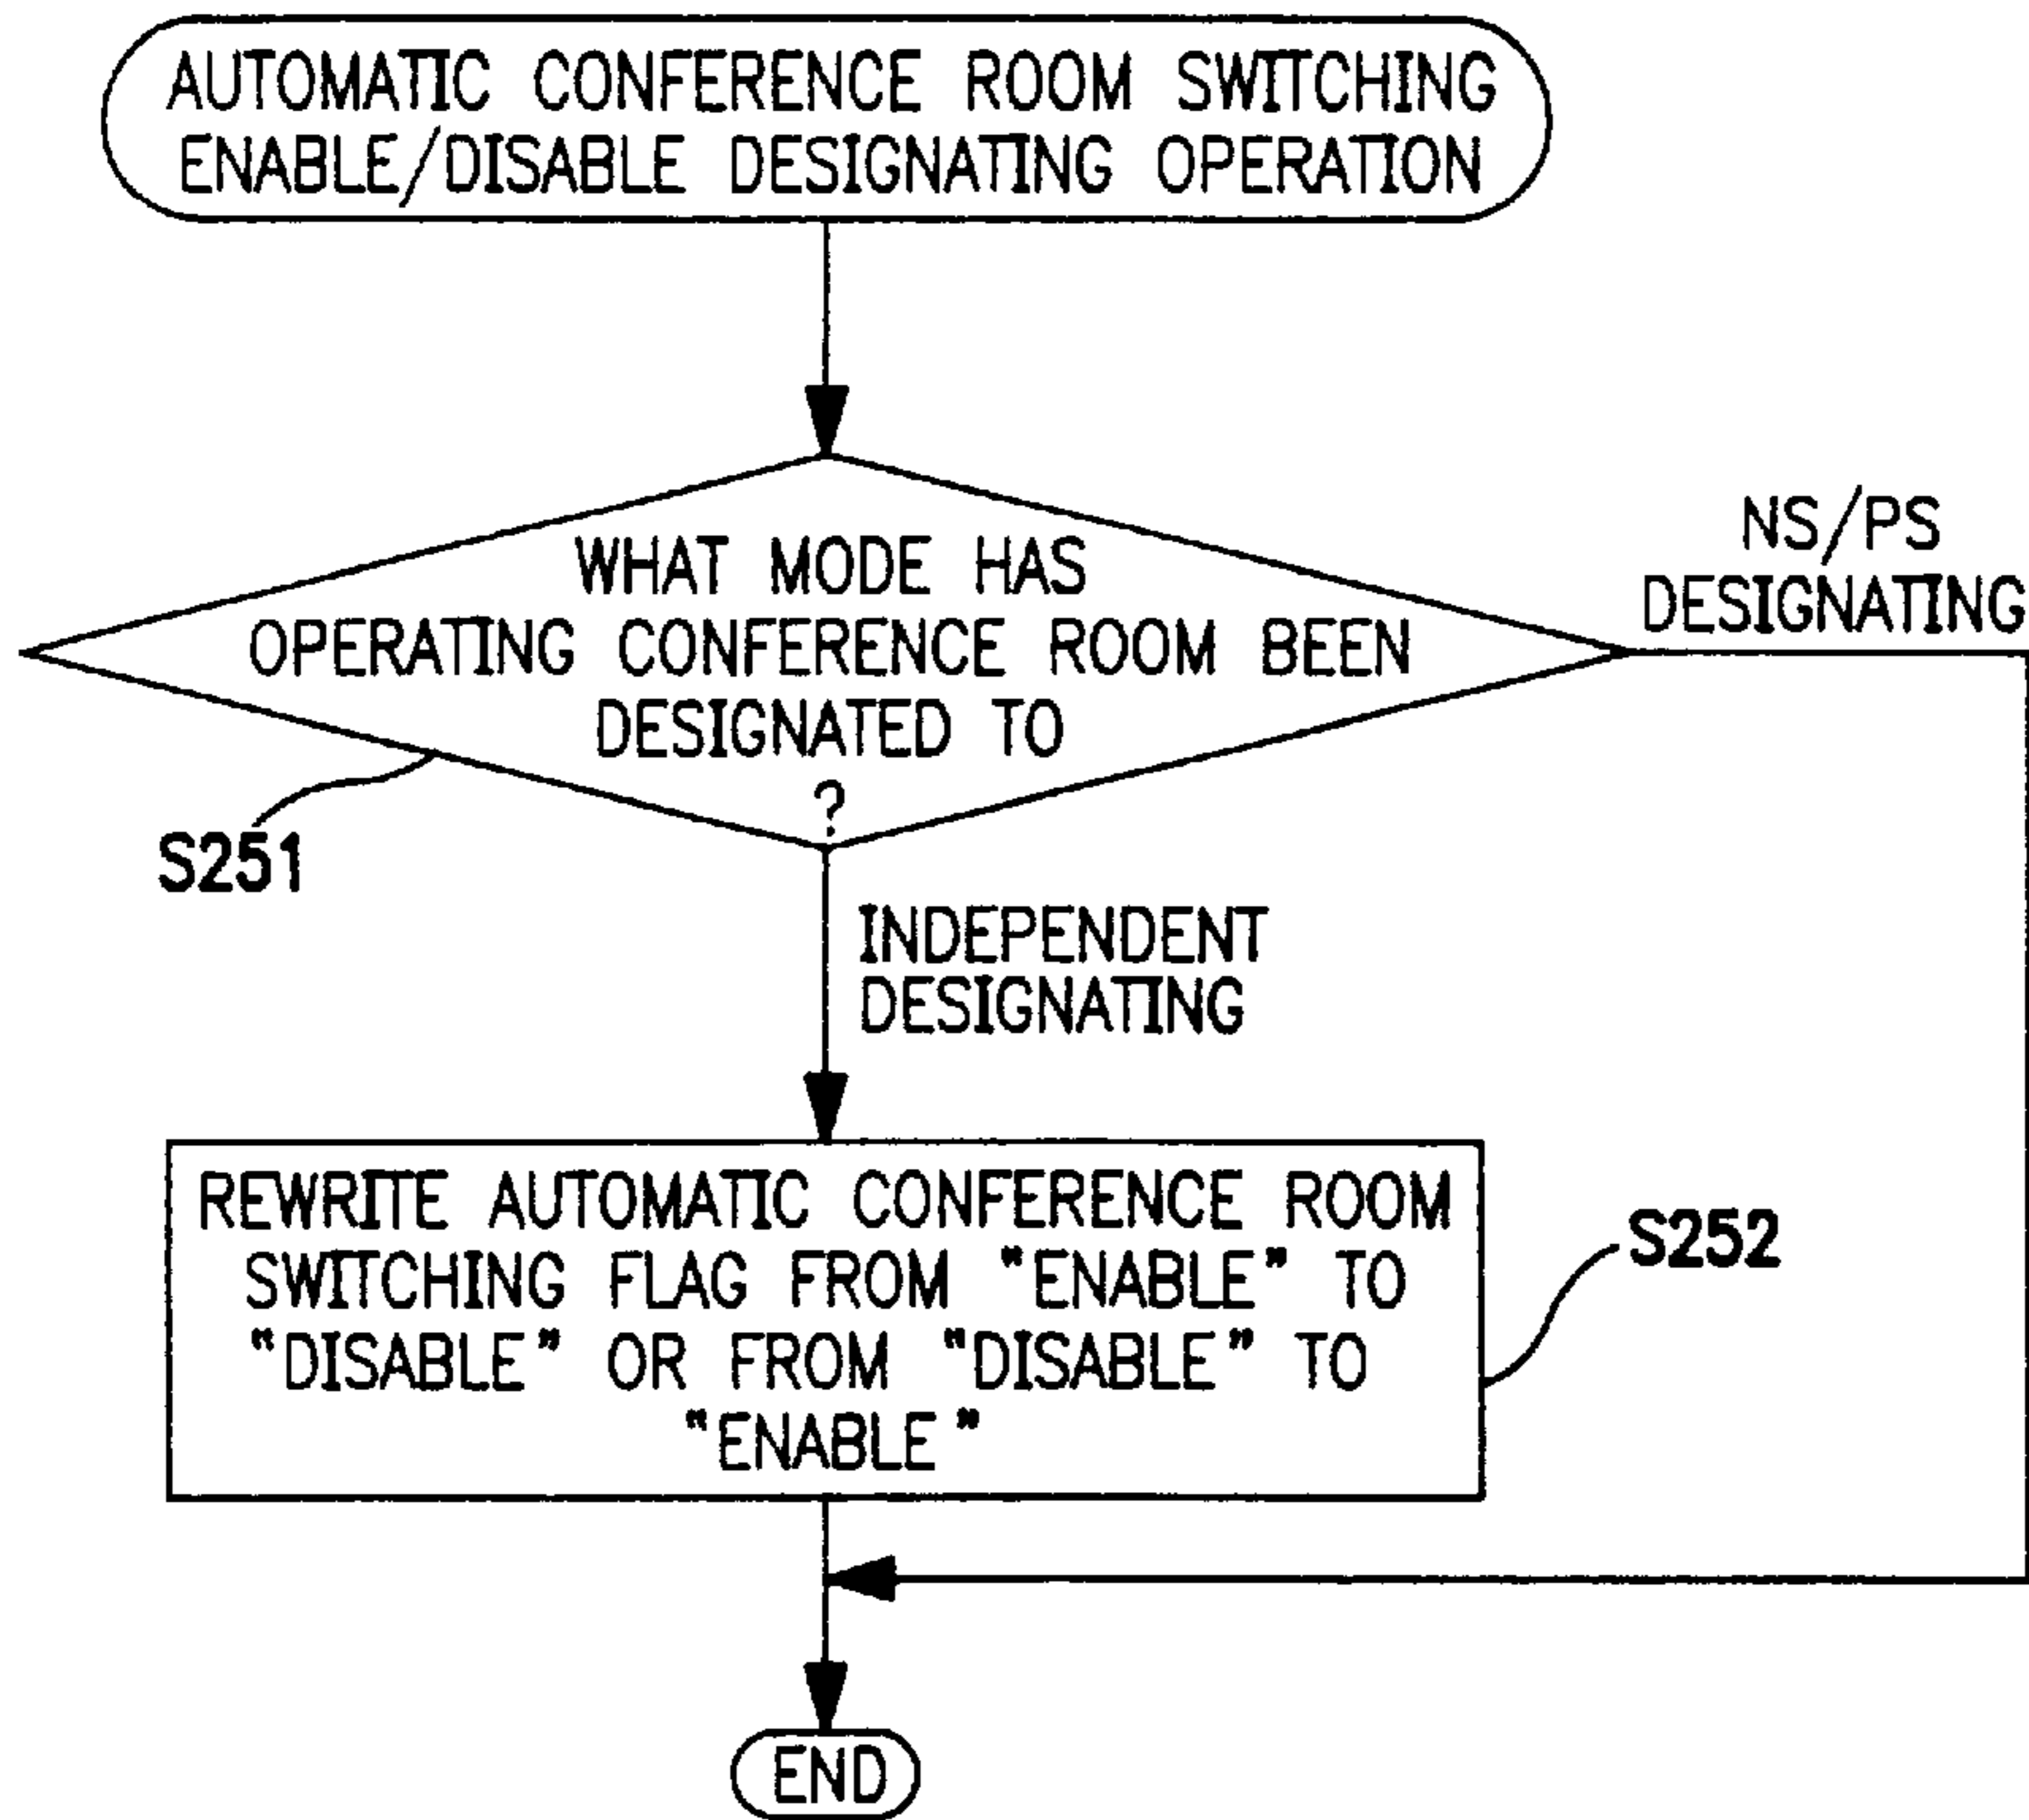 AUTOMATIC CONFERENCE ROOM SWITCHING
ENABLE/DISABLE DESIGNATING OPERATION
WHAT MODE HAS
OPERATING CONFERENCE ROOM BEEN
DESIGNATED TO
?
NS/PS
DESIGNATING
S251
INDEPENDENT
DESIGNATING
REWRITE AUTOMATIC CONFERENCE ROOM
SWITCHING FLAG FROM "ENABLE" TO
"DISABLE" OR FROM "DISABLE" TO
"ENABLE"
S252
END